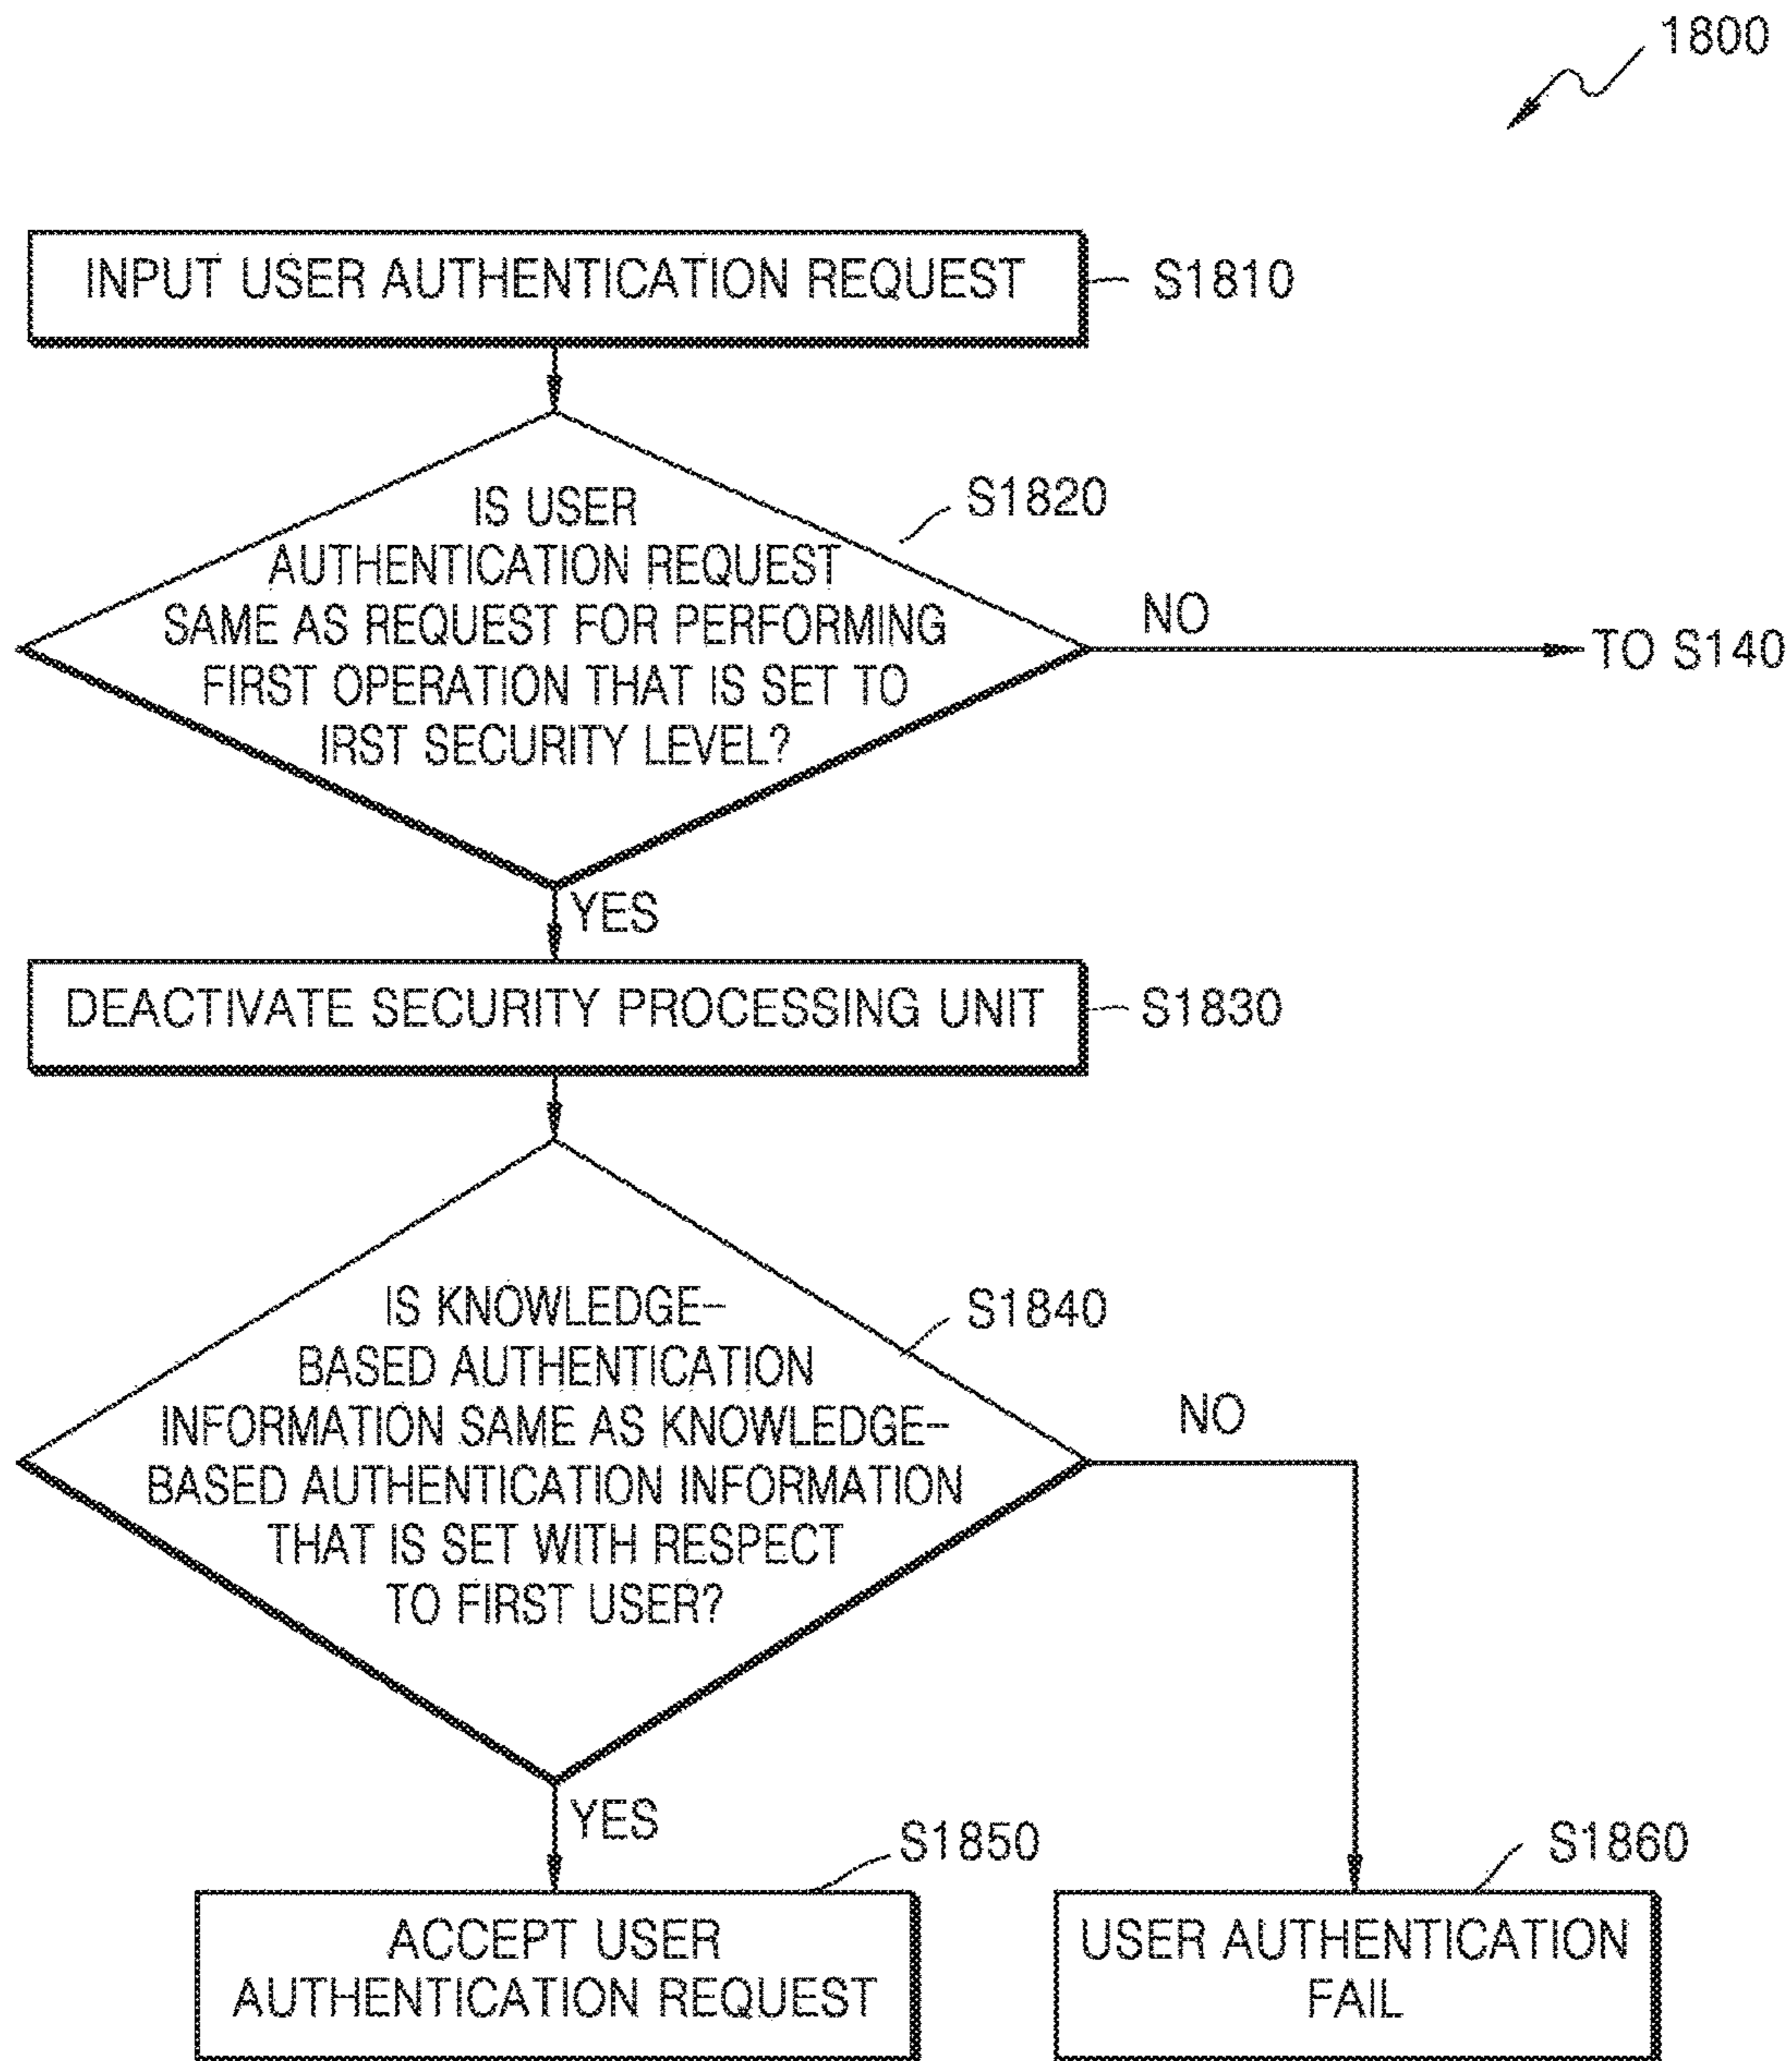 1800
INPUT USER AUTHENTICATION REQUEST
S1810
IS USER
AUTHENTICATION REQUEST
SAME AS REQUEST FOR PERFORMING
FIRST OPERATION THAT IS SET TO
IRST SECURITY LEVEL?
S1820
NO
TO S140
YES
DEACTIVATE SECURITY PROCESSING UNIT
S1830
IS KNOWLEDGE-
BASED AUTHENTICATION
INFORMATION SAME AS KNOWLEDGE-
BASED AUTHENTICATION INFORMATION
THAT IS SET WITH RESPECT
TO FIRST USER?
S1840
NO
YES
S1850
ACCEPT USER
AUTHENTICATION REQUEST
S1860
USER AUTHENTICATION
FAIL